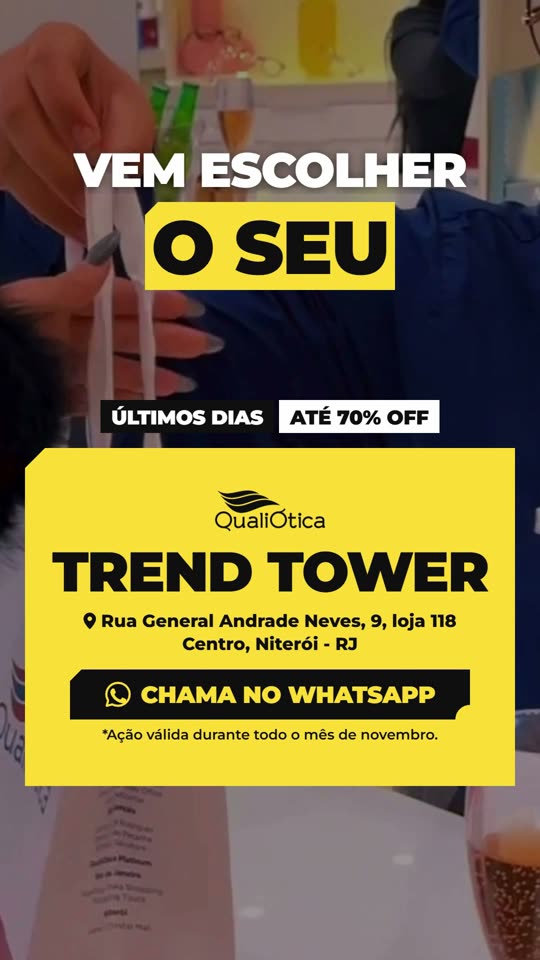 VEM ESCOLHER
O SEU
ÚLTIMOS DIAS ATÉ 70% OFF
QualiÓtica
TREND TOWER
Rua General Andrade Neves, 9, loja 118
Centro, Niterói - RJ
CHAMA NO WHATSAPP
*Ação válida durante todo o mês de novembro.